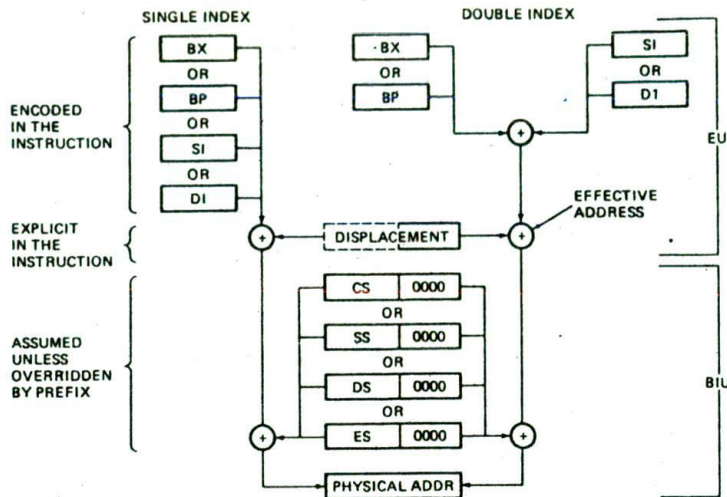 SINGLE INDEX
DOUBLE INDEX
BX
OR
BP
OR
SI
OR
DI
BX
OR
BP
SI
OR
D1
ENCODED
IN THE
INSTRUCTION
+
EU
EFFECTIVE
ADDRESS
EXPLICIT
IN THE
INSTRUCTION
+
DISPLACEMENT
+
CS 0000
OR
SS 0000
OR
DS 0000
OR
ES 0000
ASSUMED
UNLESS
OVERRIDDEN
BY PREFIX
BIU
+
+
PHYSICAL ADDR